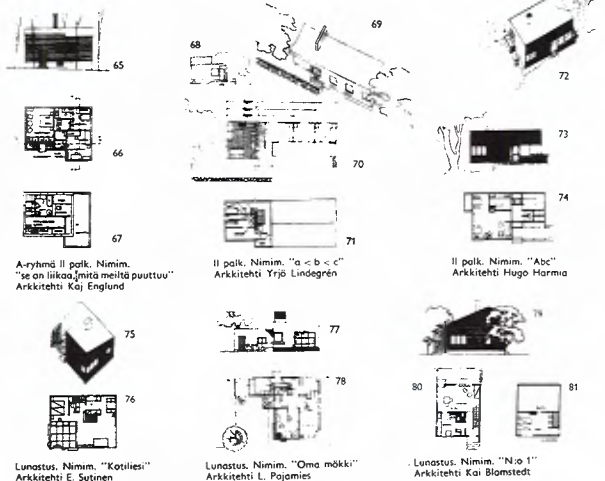 65
66
67
A-ryhmä II palk. Nimim.
"se on liikaa, mitä meiltä puuttuu"
Arkkitehti Kaj Englund
68
69
70
71
II palk. Nimim. "a < b < c"
Arkkitehti Yrjö Lindegrén
72
73
74
II palk. Nimim. "Abc"
Arkkitehti Hugo Harmia
75
76
Lunastus. Nimim. "Kotiliesi"
Arkkitehti E. Sutinen
77
78
Lunastus. Nimim. "Oma mökki"
Arkkitehti L. Pajamies
79
80
81
Lunastus. Nimim. "N:o 1"
Arkkitehti Kai Blomstedt